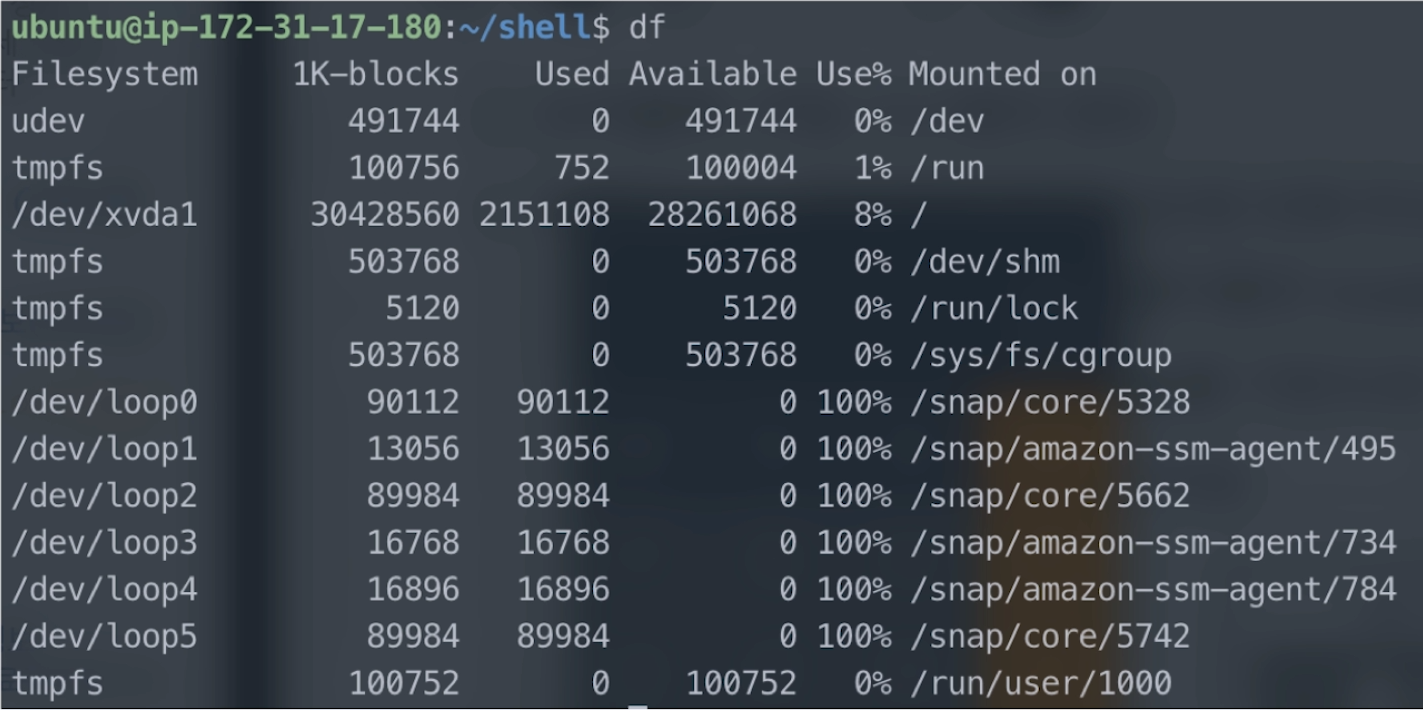 ubuntu@ip-172-31-17-180:~/shell$ df
Filesystem     1K-blocks    Used Available Use% Mounted on
udev              491744       0    491744   0% /dev
tmpfs             100756     752    100004   1% /run
/dev/xvda1      30428560 2151108  28261068   8% /
tmpfs             503768       0    503768   0% /dev/shm
tmpfs               5120       0      5120   0% /run/lock
tmpfs             503768       0    503768   0% /sys/fs/cgroup
/dev/loop0         90112   90112         0 100% /snap/core/5328
/dev/loop1         13056   13056         0 100% /snap/amazon-ssm-agent/495
/dev/loop2         89984   89984         0 100% /snap/core/5662
/dev/loop3         16768   16768         0 100% /snap/amazon-ssm-agent/734
/dev/loop4         16896   16896         0 100% /snap/amazon-ssm-agent/784
/dev/loop5         89984   89984         0 100% /snap/core/5742
tmpfs             100752       0    100752   0% /run/user/1000